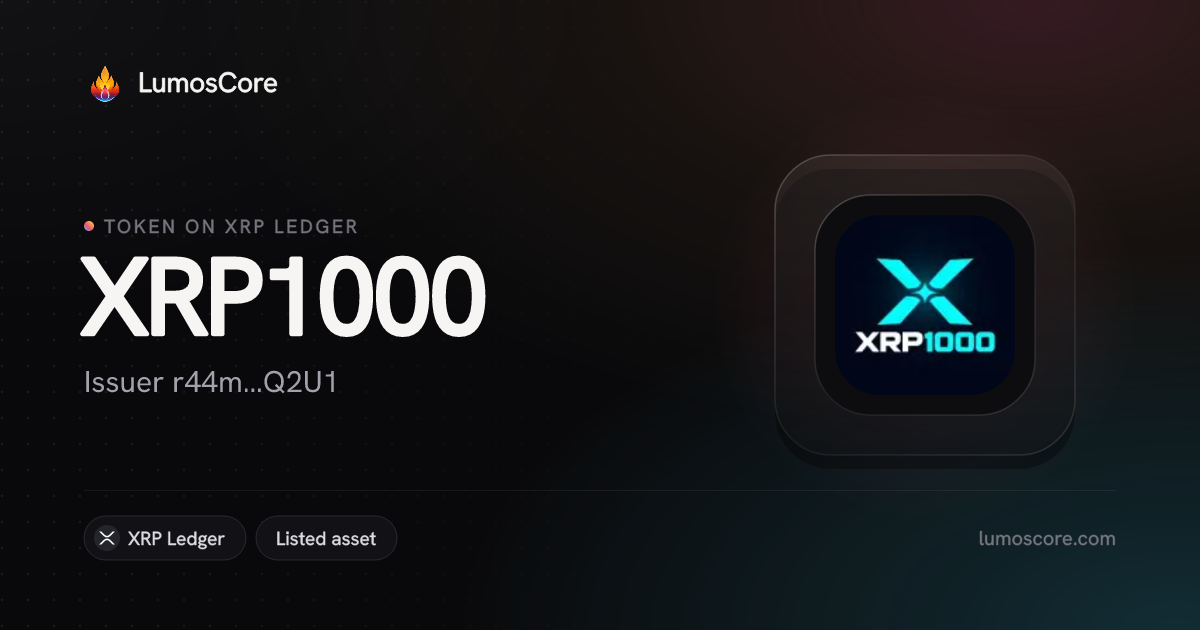 LumosCore
TOKEN ON XRP LEDGER
XRP1000
Issuer r44m...Q2U1
XRP1000
XRP Ledger
Listed asset
lumoscore.com